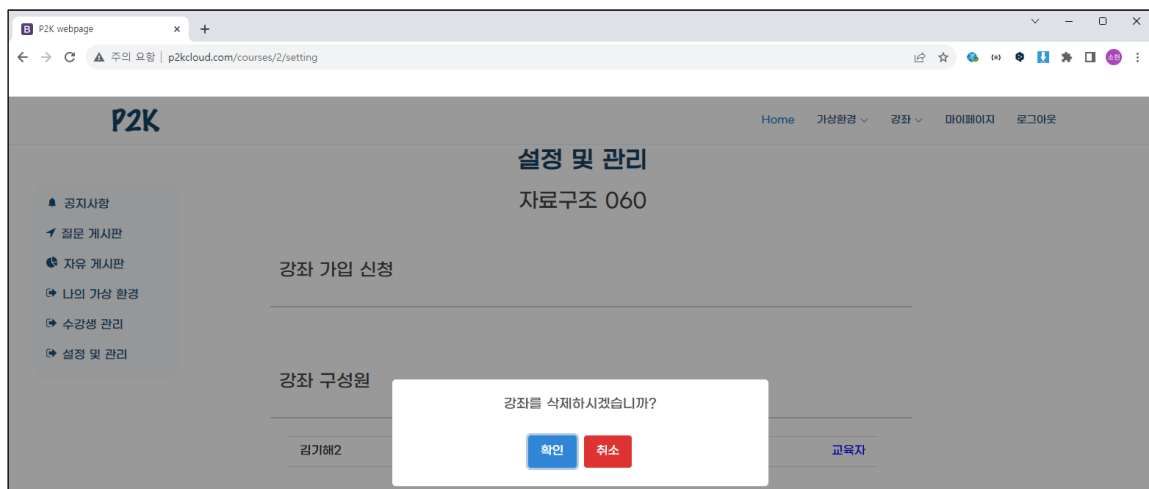 P2K webpage
주의 요함 | p2kcloud.com/courses/2/setting
P2K
Home 가상환경 강좌 마이페이지 로그아웃
설정 및 관리
자료구조 060
공지사항
질문 게시판
자유 게시판
나의 가상 환경
수강생 관리
설정 및 관리
강좌 가입 신청
강좌 구성원
강좌를 삭제하시겠습니까?
확인 취소
김기해2 교육자
소현